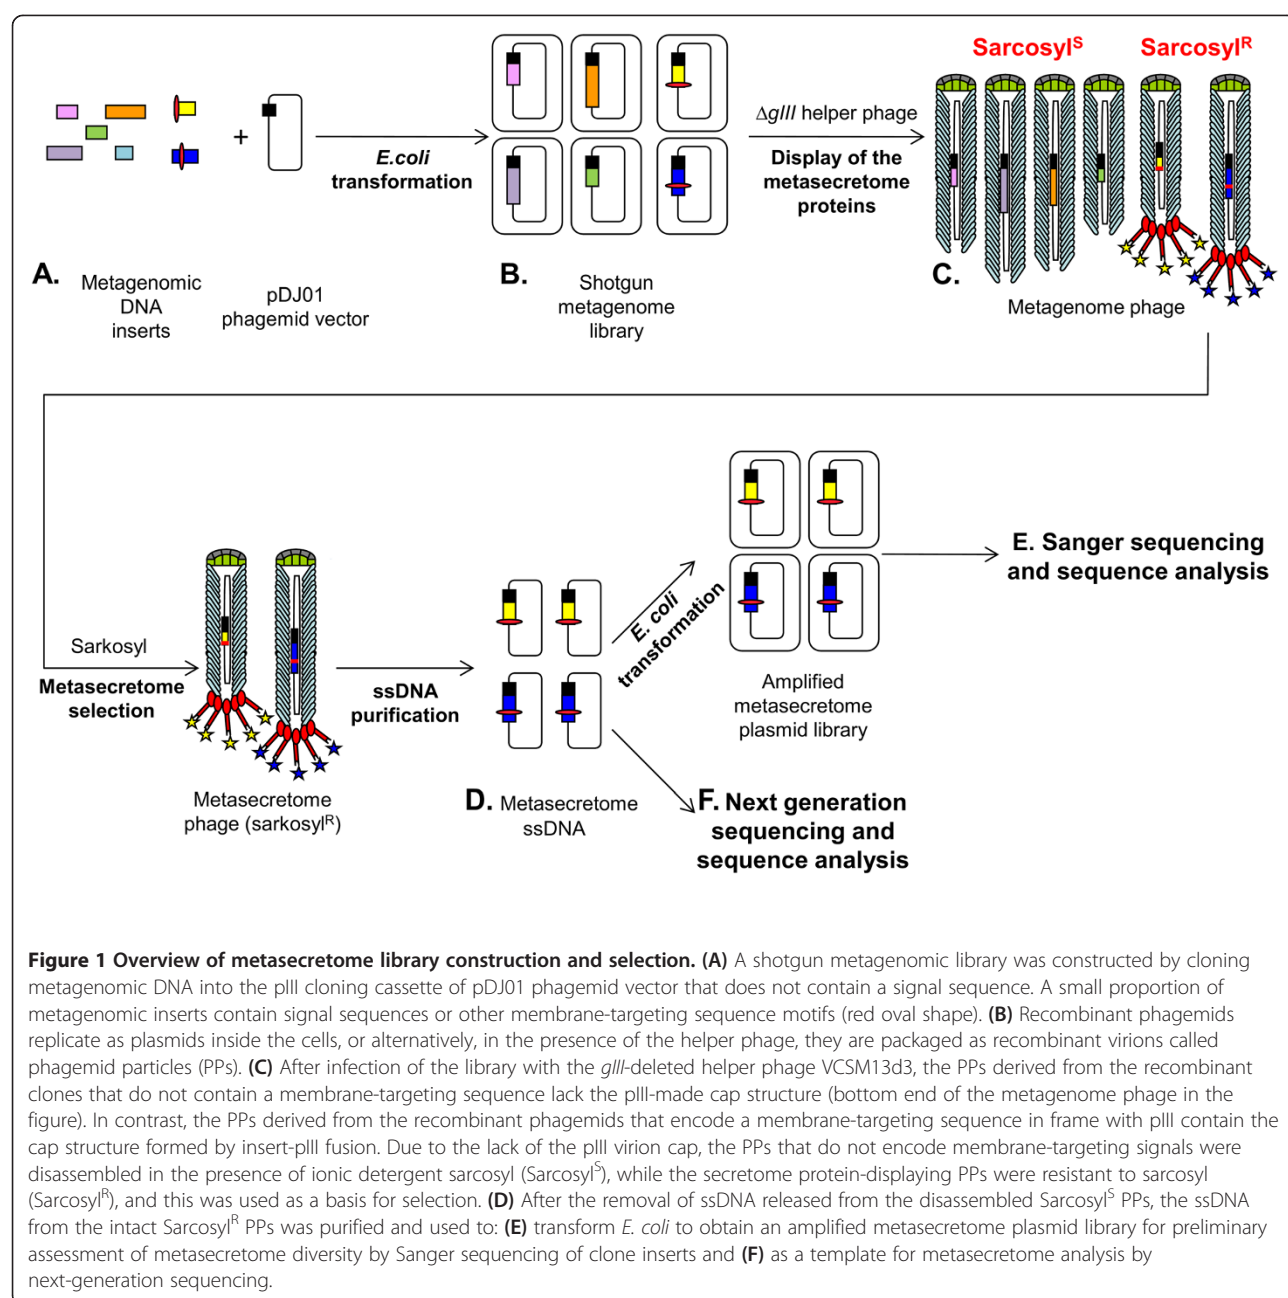 Sarcosyl^S Sarcosyl^R
+
E.coli
transformation
ΔgIII helper phage
Display of the
metasecretome
proteins
A.
Metagenomic
DNA
inserts
pDJ01
phagemid vector
B.
Shotgun
metagenome
library
C.
Metagenome phage
Sarkosyl
Metasecretome
selection
Metasecretome
phage (sarkosyl^R)
ssDNA
purification
D. Metasecretome
ssDNA
E. coli
transformation
Amplified
metasecretome
plasmid library
E. Sanger sequencing
and sequence analysis
F. Next generation
sequencing and
sequence analysis
Figure 1 Overview of metasecretome library construction and selection. (A) A shotgun metagenomic library was constructed by cloning
metagenomic DNA into the pIII cloning cassette of pDJ01 phagemid vector that does not contain a signal sequence. A small proportion of
metagenomic inserts contain signal sequences or other membrane-targeting sequence motifs (red oval shape). (B) Recombinant phagemids
replicate as plasmids inside the cells, or alternatively, in the presence of the helper phage, they are packaged as recombinant virions called
phagemid particles (PPs). (C) After infection of the library with the gIII-deleted helper phage VCSM13d3, the PPs derived from the recombinant
clones that do not contain a membrane-targeting sequence lack the pIII-made cap structure (bottom end of the metagenome phage in the
figure). In contrast, the PPs derived from the recombinant phagemids that encode a membrane-targeting sequence in frame with pIII contain the
cap structure formed by insert-pIII fusion. Due to the lack of the pIII virion cap, the PPs that do not encode membrane-targeting signals were
disassembled in the presence of ionic detergent sarcosyl (Sarcosyl^S), while the secretome protein-displaying PPs were resistant to sarcosyl
(Sarcosyl^R), and this was used as a basis for selection. (D) After the removal of ssDNA released from the disassembled Sarcosyl^S PPs, the ssDNA
from the intact Sarcosyl^R PPs was purified and used to: (E) transform E. coli to obtain an amplified metasecretome plasmid library for preliminary
assessment of metasecretome diversity by Sanger sequencing of clone inserts and (F) as a template for metasecretome analysis by
next-generation sequencing.